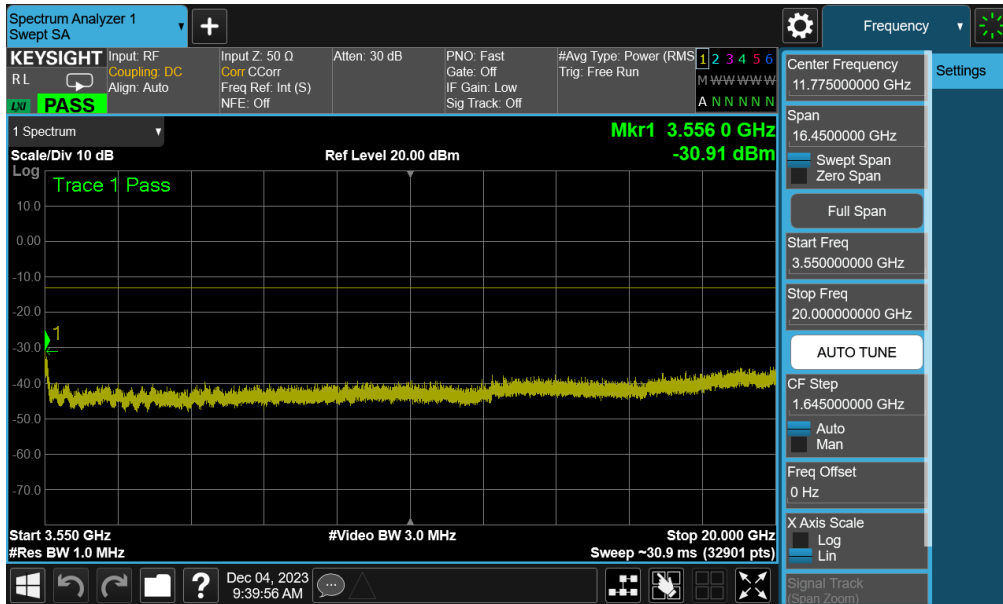 Spectrum Analyzer 1
Swept SA
+
Frequency
KEYSIGHT
R L
LXI
PASS
Input: RF
Coupling: DC
Align: Auto
Input Z: 50 Ω
Corr CCorr
Freq Ref: Int (S)
NFE: Off
Atten: 30 dB
PNO: Fast
Gate: Off
IF Gain: Low
Sig Track: Off
#Avg Type: Power (RMS
Trig: Free Run
1 2 3 4 5 6
M W W W W W
A N N N N N
1 Spectrum
Scale/Div 10 dB
Ref Level 20.00 dBm
Mkr1 3.556 0 GHz
-30.91 dBm
Log
Trace 1 Pass
10.0
0.00
-10.0
-20.0
-30.0
-40.0
-50.0
-60.0
-70.0
1
Start 3.550 GHz
#Res BW 1.0 MHz
#Video BW 3.0 MHz
Stop 20.000 GHz
Sweep ~30.9 ms (32901 pts)
?
Dec 04, 2023
9:39:56 AM
Center Frequency
11.775000000 GHz
Span
16.4500000 GHz
Swept Span
Zero Span
Full Span
Start Freq
3.550000000 GHz
Stop Freq
20.000000000 GHz
AUTO TUNE
CF Step
1.645000000 GHz
Auto
Man
Freq Offset
0 Hz
X Axis Scale
Log
Lin
Signal Track
(Span Zoom)
Settings